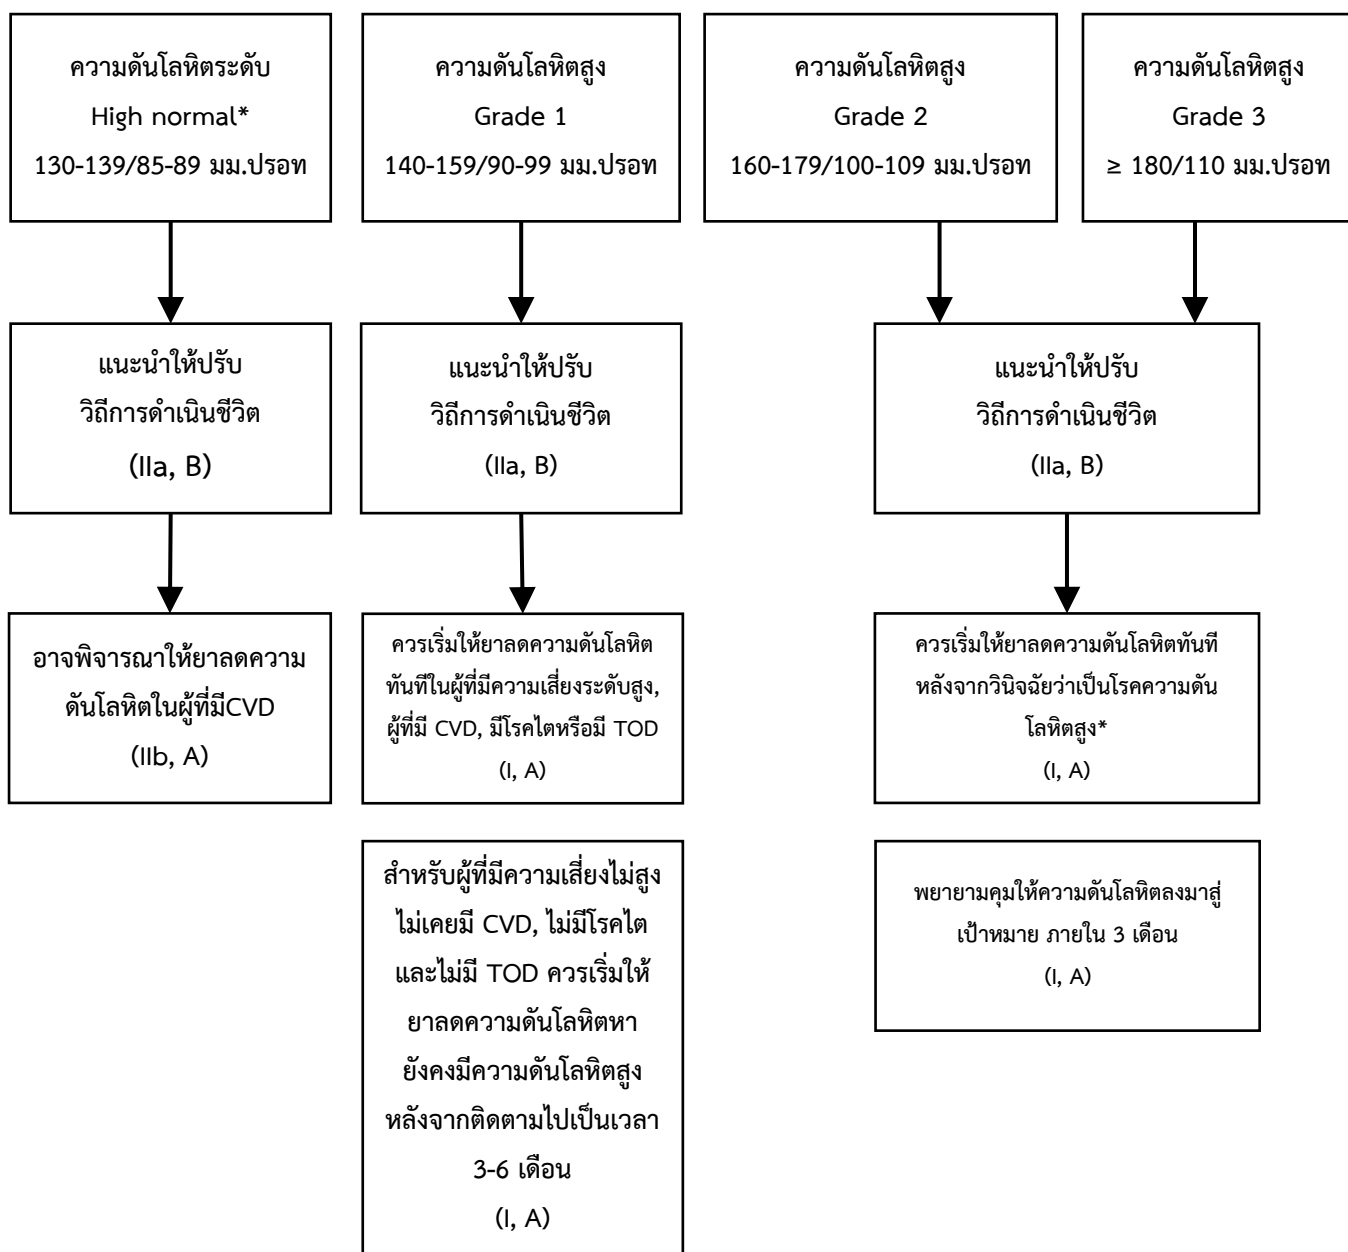 ความดันโลหิตระดับ
High normal*
130-139/85-89 มม.ปรอท
ความดันโลหิตสูง
Grade 1
140-159/90-99 มม.ปรอท
ความดันโลหิตสูง
Grade 2
160-179/100-109 มม.ปรอท
ความดันโลหิตสูง
Grade 3
≥ 180/110 มม.ปรอท
แนะนำให้ปรับ
วิถีการดำเนินชีวิต
(IIa, B)
แนะนำให้ปรับ
วิถีการดำเนินชีวิต
(IIa, B)
แนะนำให้ปรับ
วิถีการดำเนินชีวิต
(IIa, B)
อาจพิจารณาให้ยาลดความ
ดันโลหิตในผู้ที่มีCVD
(IIb, A)
ควรเริ่มให้ยาลดความดันโลหิต
ทันทีในผู้ที่มีความเสี่ยงระดับสูง,
ผู้ที่มี CVD, มีโรคไตหรือมี TOD
(I, A)
ควรเริ่มให้ยาลดความดันโลหิตทันที
หลังจากวินิจฉัยว่าเป็นโรคความดัน
โลหิตสูง*
(I, A)
สำหรับผู้ที่มีความเสี่ยงไม่สูง
ไม่เคยมี CVD, ไม่มีโรคไต
และไม่มี TOD ควรเริ่มให้
ยาลดความดันโลหิตหา
ยังคงมีความดันโลหิตสูง
หลังจากติดตามไปเป็นเวลา
3-6 เดือน
(I, A)
พยายามคุมให้ความดันโลหิตลงมาสู่
เป้าหมาย ภายใน 3 เดือน
(I, A)